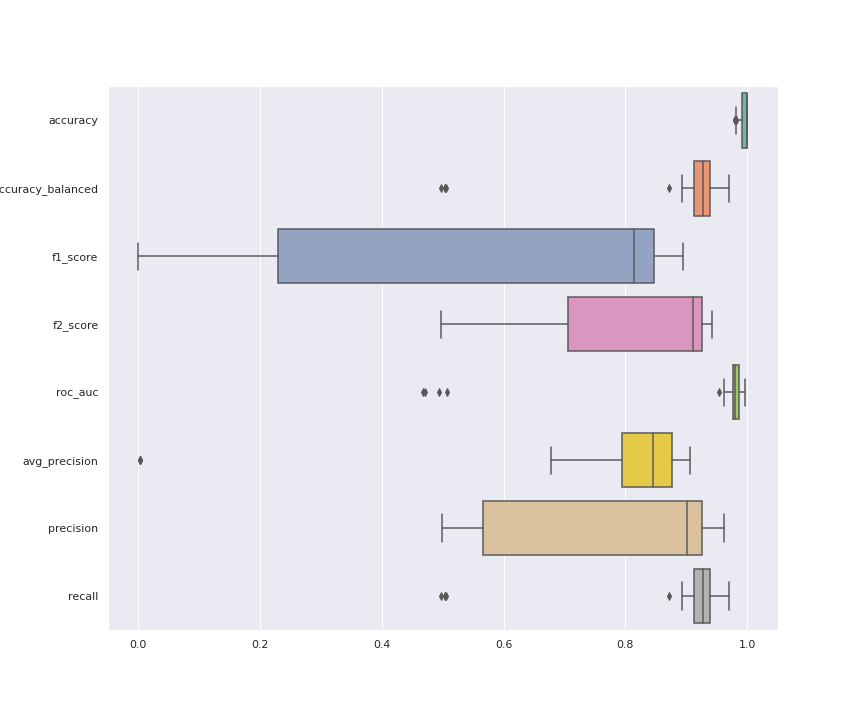 accuracy
ccuracy_balanced
f1_score
f2_score
roc_auc
avg_precision
precision
recall
0.0 0.2 0.4 0.6 0.8 1.0